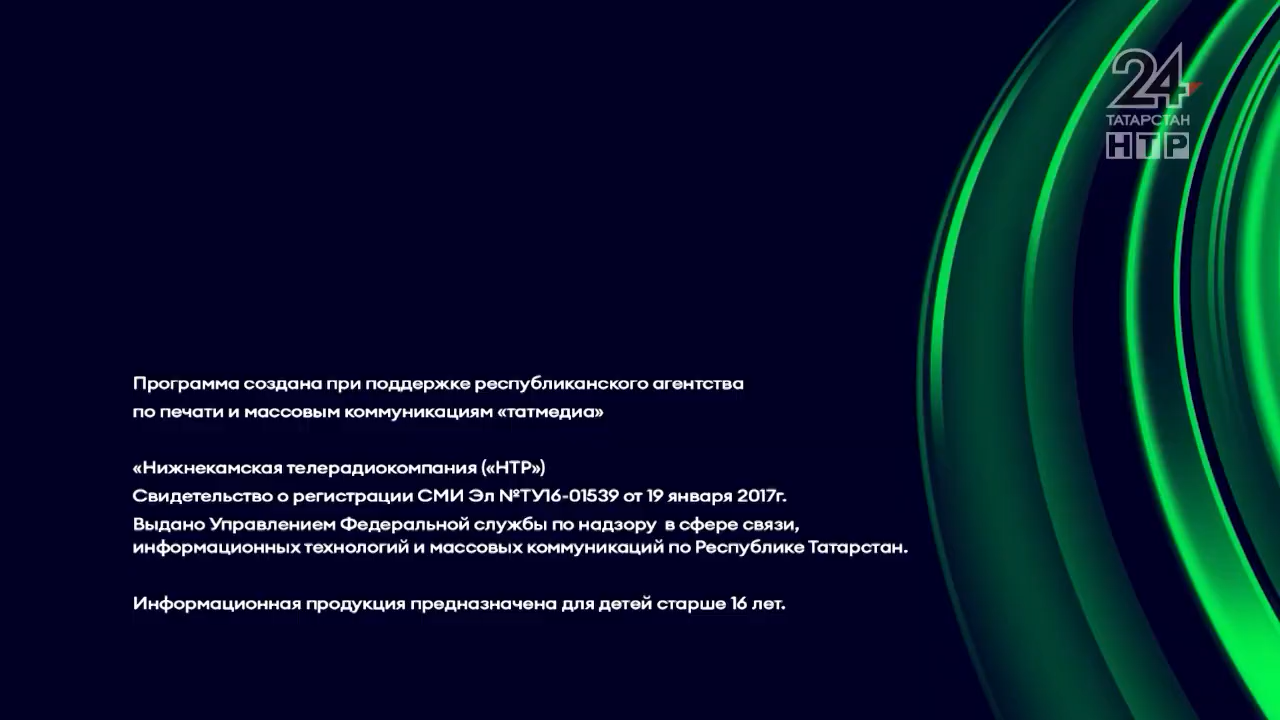 24
ТАТАРСТАН
НТР
Программа создана при поддержке республиканского агентства
по печати и массовым коммуникациям «татмедиа»
«Нижнекамская телерадиокомпания («НТР»)
Свидетельство о регистрации СМИ Эл №ТУ16-01539 от 19 января 2017г.
Выдано Управлением Федеральной службы по надзору  в сфере связи,
информационных технологий и массовых коммуникаций по Республике Татарстан.
Информационная продукция предназначена для детей старше 16 лет.